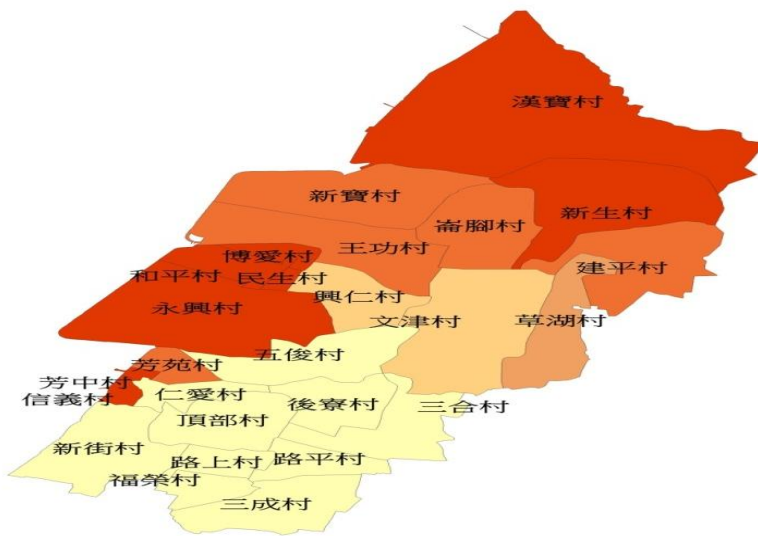 漢寶村
新寶村
新生村
崙腳村
王功村
博愛村
建平村
和平村
民生村
興仁村
永興村
文津村
草湖村
五俊村
芳苑村
芳中村
信義村
仁愛村
後寮村
三合村
頂部村
新街村
路上村
路平村
福榮村
三成村